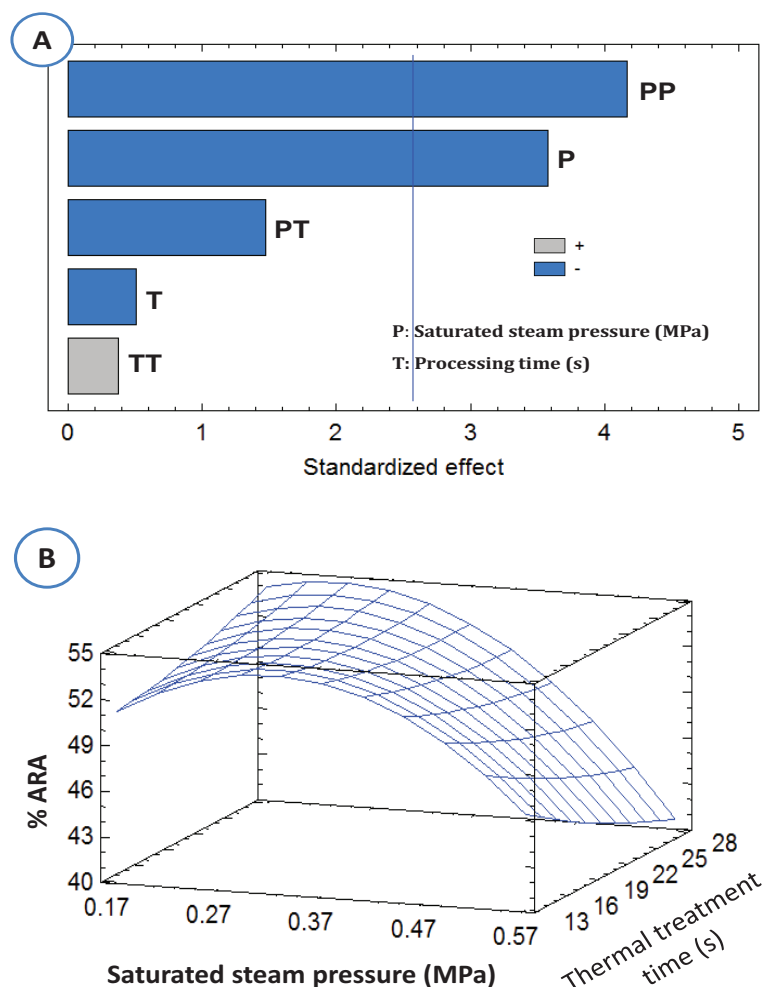 A
PP
P
PT
T
TT
+
-
P: Saturated steam pressure (MPa)
T: Processing time (s)
0 1 2 3 4 5
Standardized effect
B
55
52
49
46
43
40
% ARA
0.17 0.27 0.37 0.47 0.57
13 16 19 22 25 28
Saturated steam pressure (MPa)
Thermal treatment
time (s)